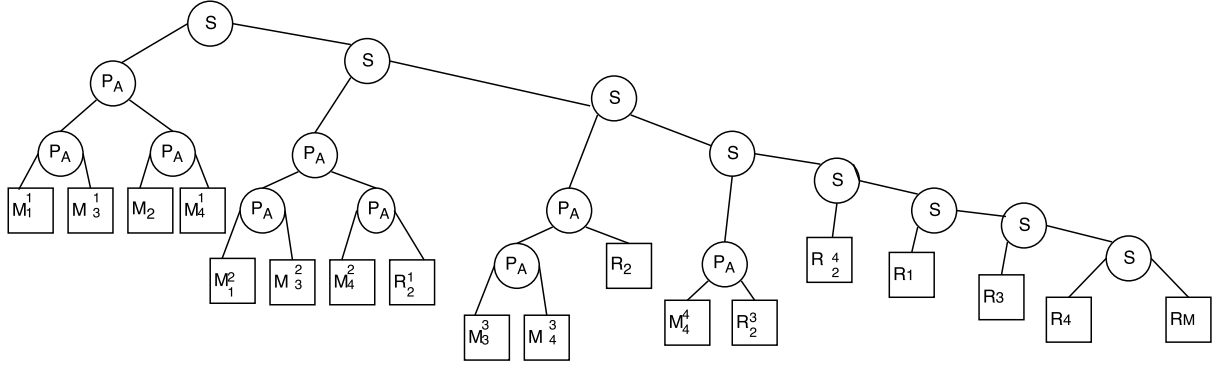 S
S
P_A
S
S
P_A
P_A
P_A
S
M_1^1
M_3^1
M_2
M_4^1
P_A
P_A
P_A
S
S
M_1^2
M_3^2
M_4^2
R_2^1
P_A
R_2
P_A
R_2^4
R1
S
M_3^3
M_4^3
M_4^4
R_2^3
R3
R4
RM